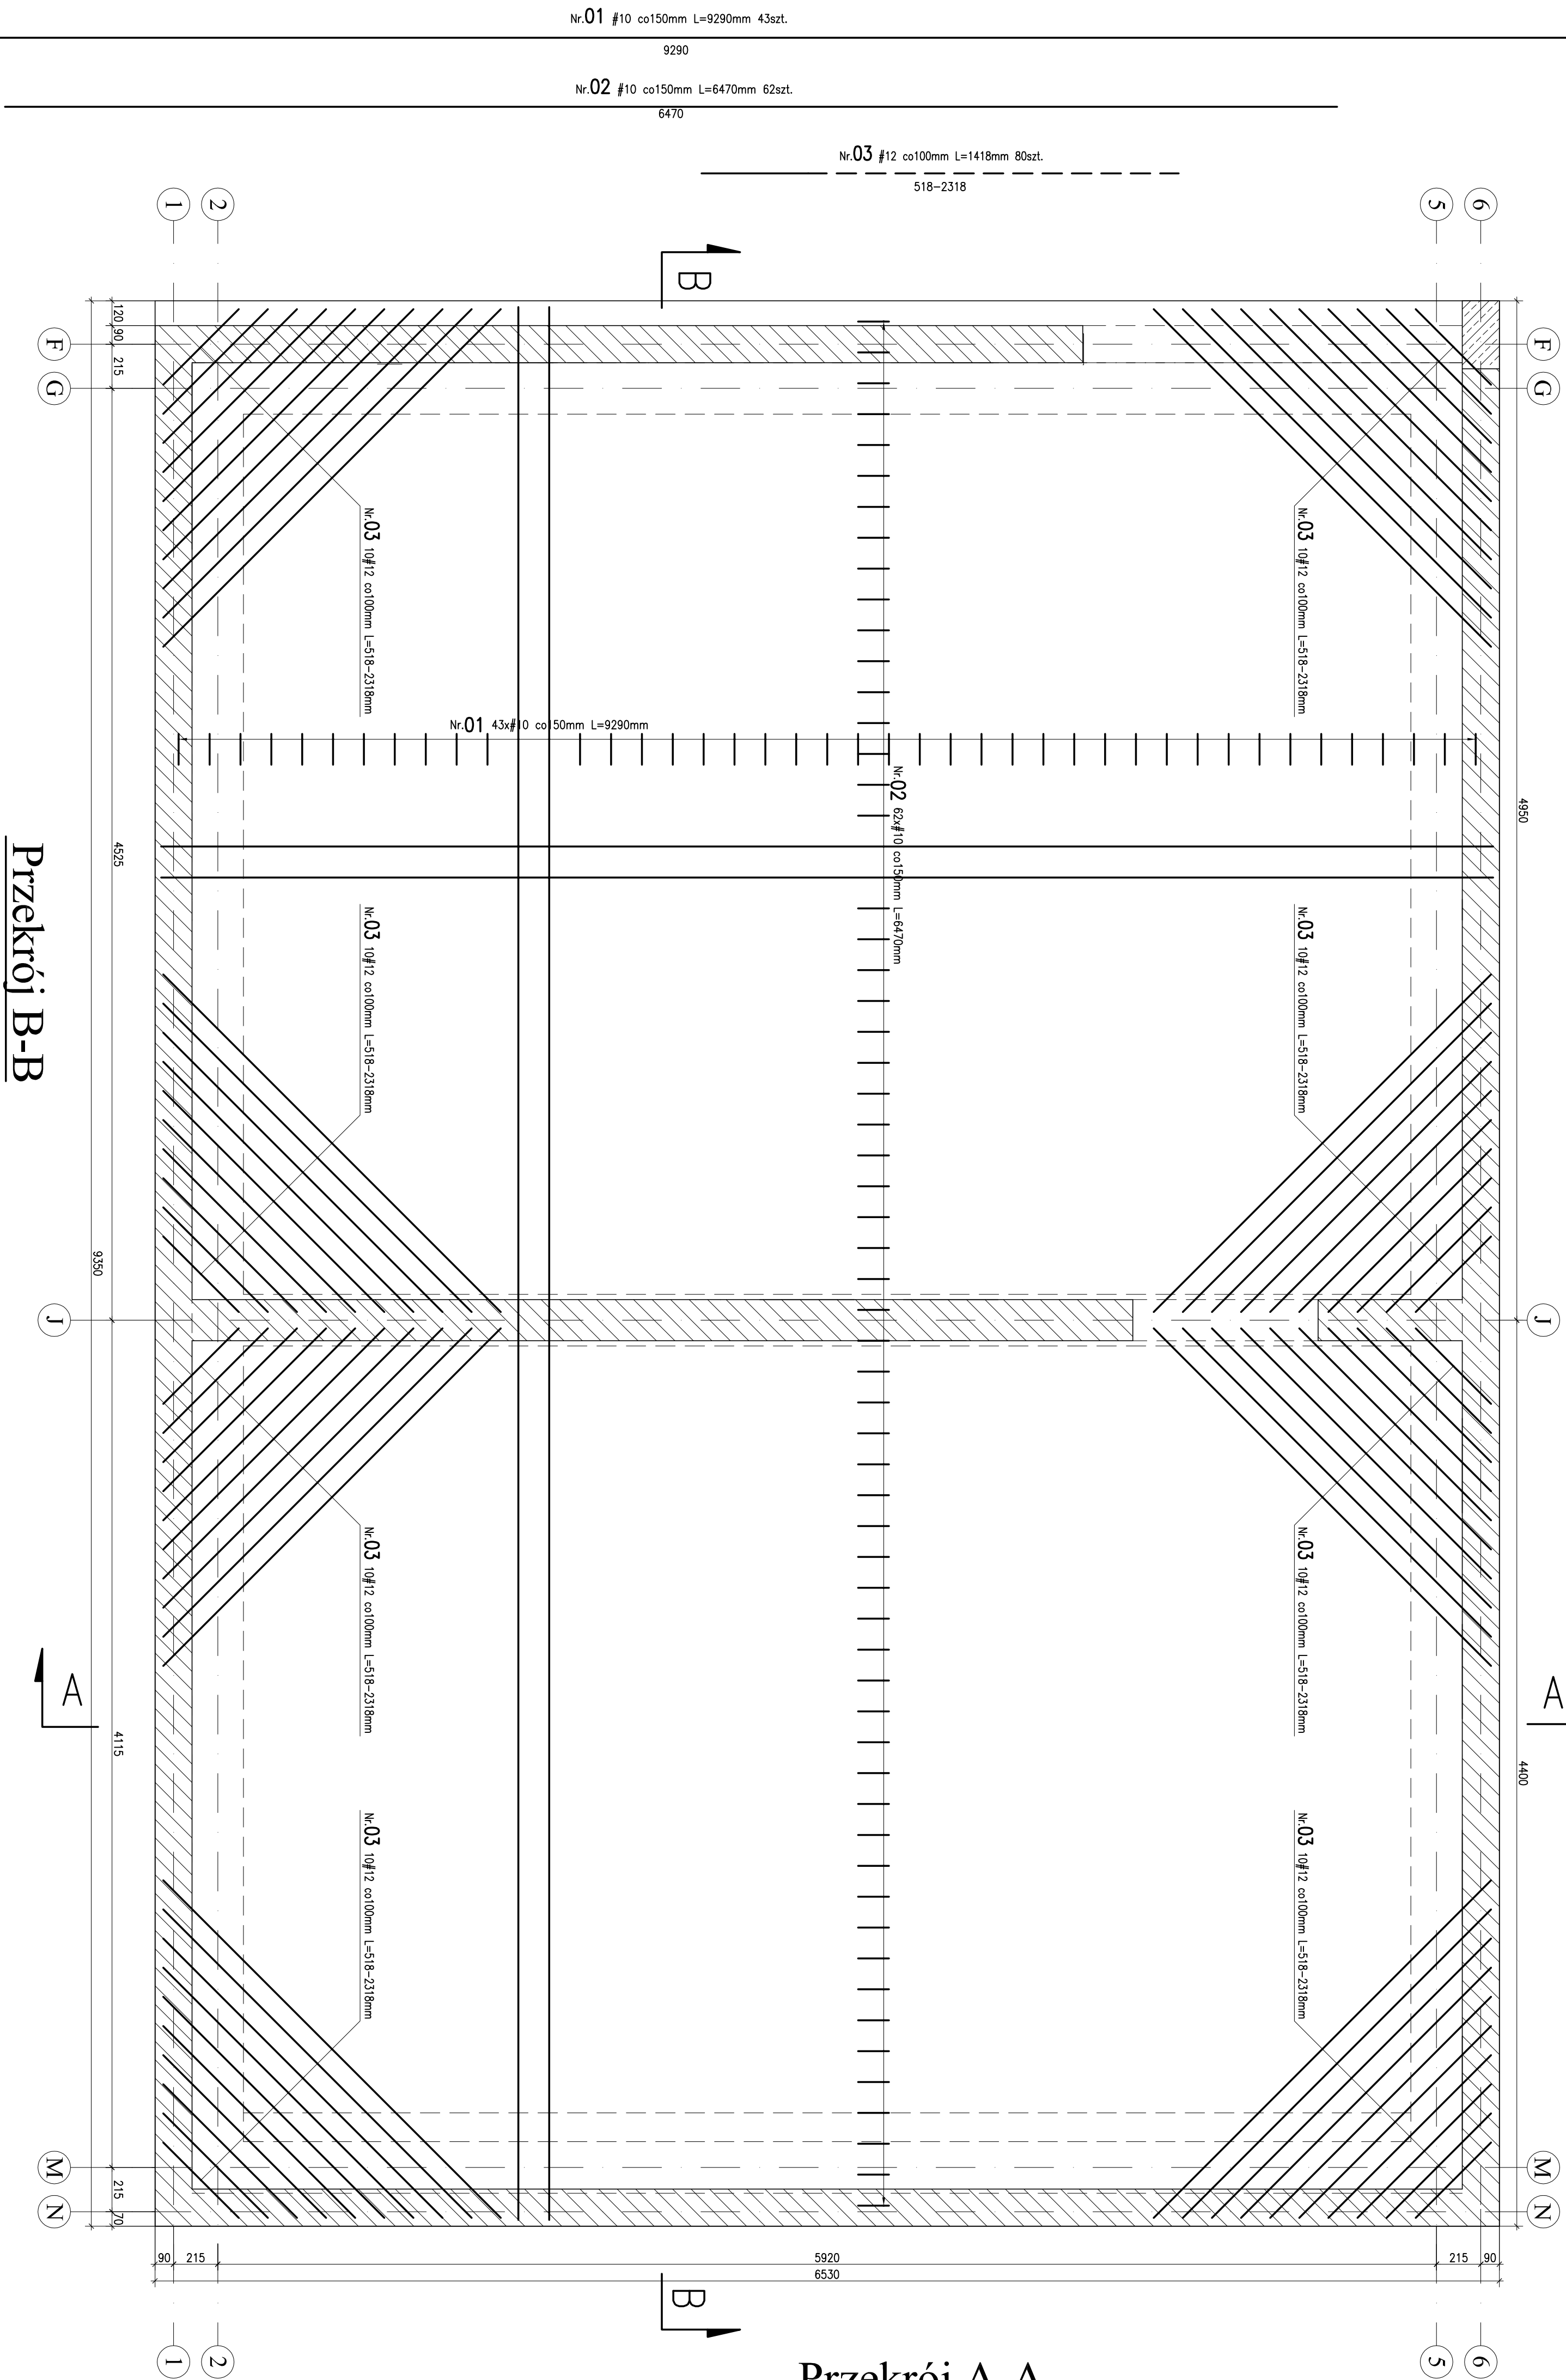 Nr.01 #10 co150mm L=9290mm 43szt.
9290
Nr.02 #10 co150mm L=6470mm 62szt.
6470
Nr.03 #12 co100mm L=1418mm 80szt.
518-2318
1
2
5
6
B
120
90
215
F
G
F
G
Nr.03 10#12 co100mm L=518-2318mm
Nr.03 10#12 co100mm L=518-2318mm
Nr.01 43x#10 co150mm L=9290mm
Nr.02 62x#10 co150mm L=6470mm
4950
4525
Przekrój B-B
Nr.03 10#12 co100mm L=518-2318mm
Nr.03 10#12 co100mm L=518-2318mm
9350
J
J
Nr.03 10#12 co100mm L=518-2318mm
Nr.03 10#12 co100mm L=518-2318mm
A
A
4115
4400
Nr.03 10#12 co100mm L=518-2318mm
Nr.03 10#12 co100mm L=518-2318mm
M
N
215
70
M
N
90
215
5920
215
90
6530
B
1
2
5
6
Przekrój A-A